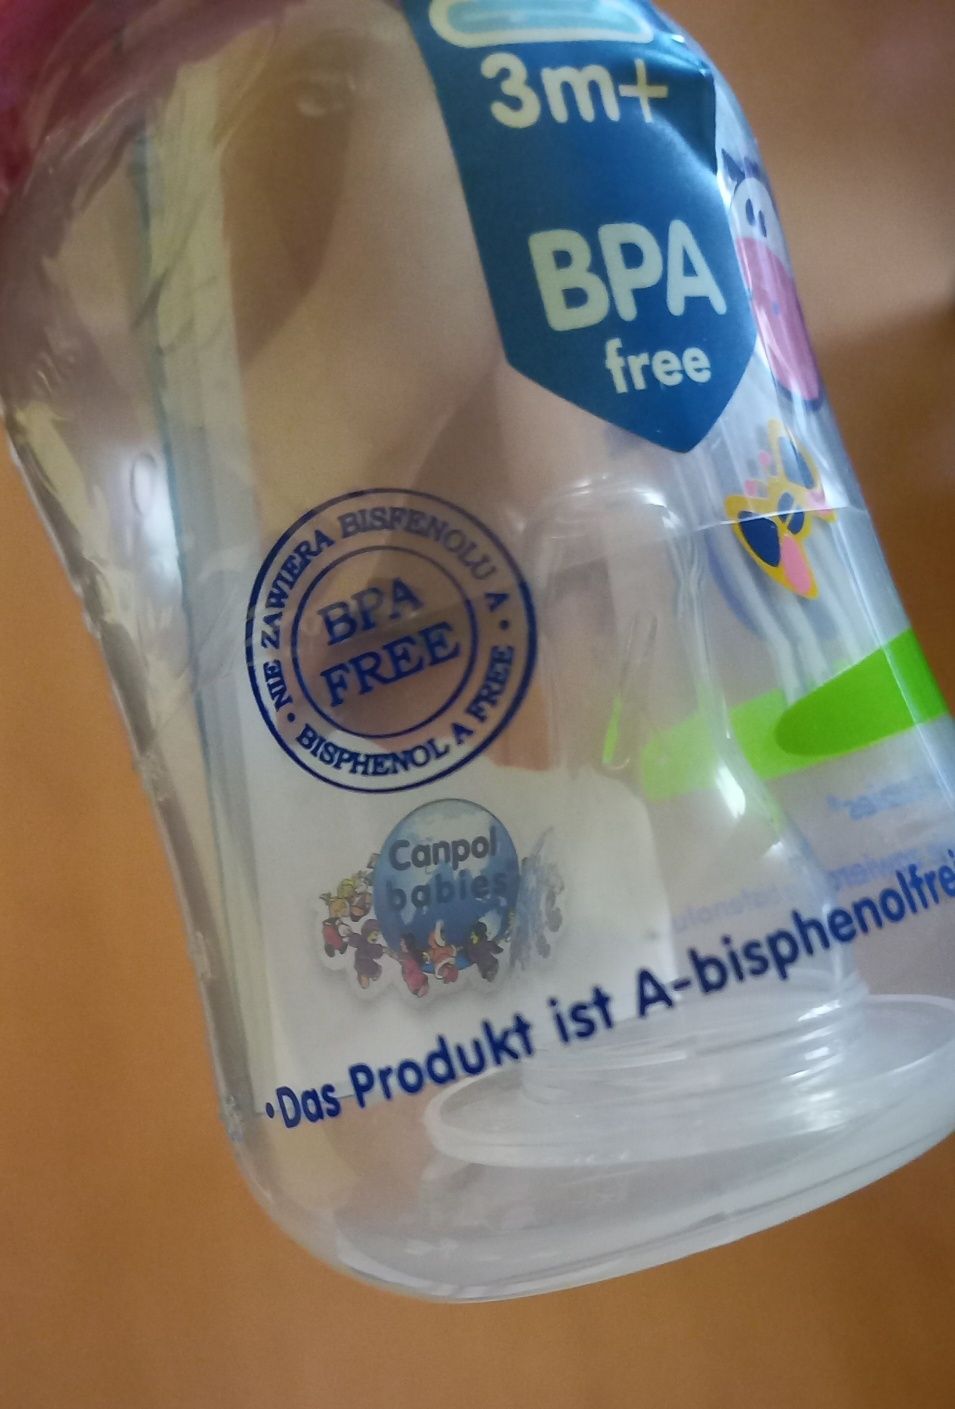 3m+
BPA
free
NIE ZAWIERA BISFENOLU A
BPA
FREE
BISPHENOL A FREE
Canpol
babies
•Das Produkt ist A-bisphenolfrei